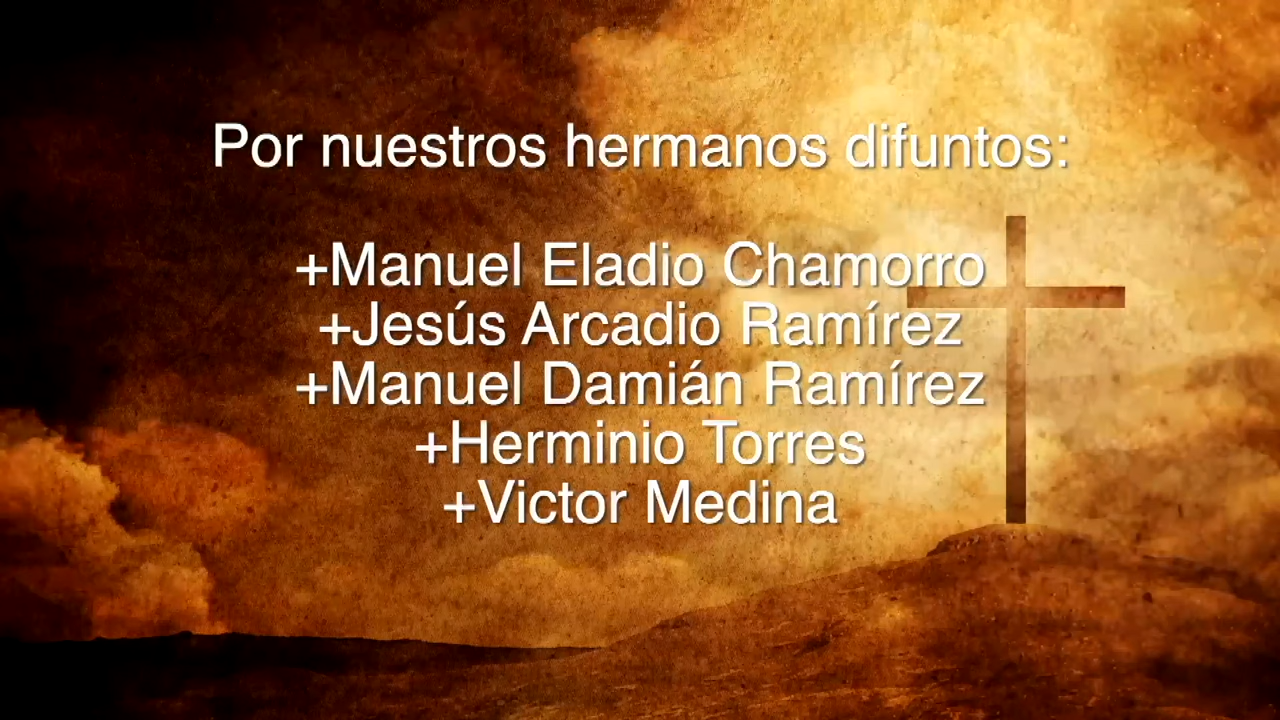 Por nuestros hermanos difuntos:
+Manuel Eladio Chamorro
+Jesús Arcadio Ramírez
+Manuel Damián Ramírez
+Herminio Torres
+Victor Medina